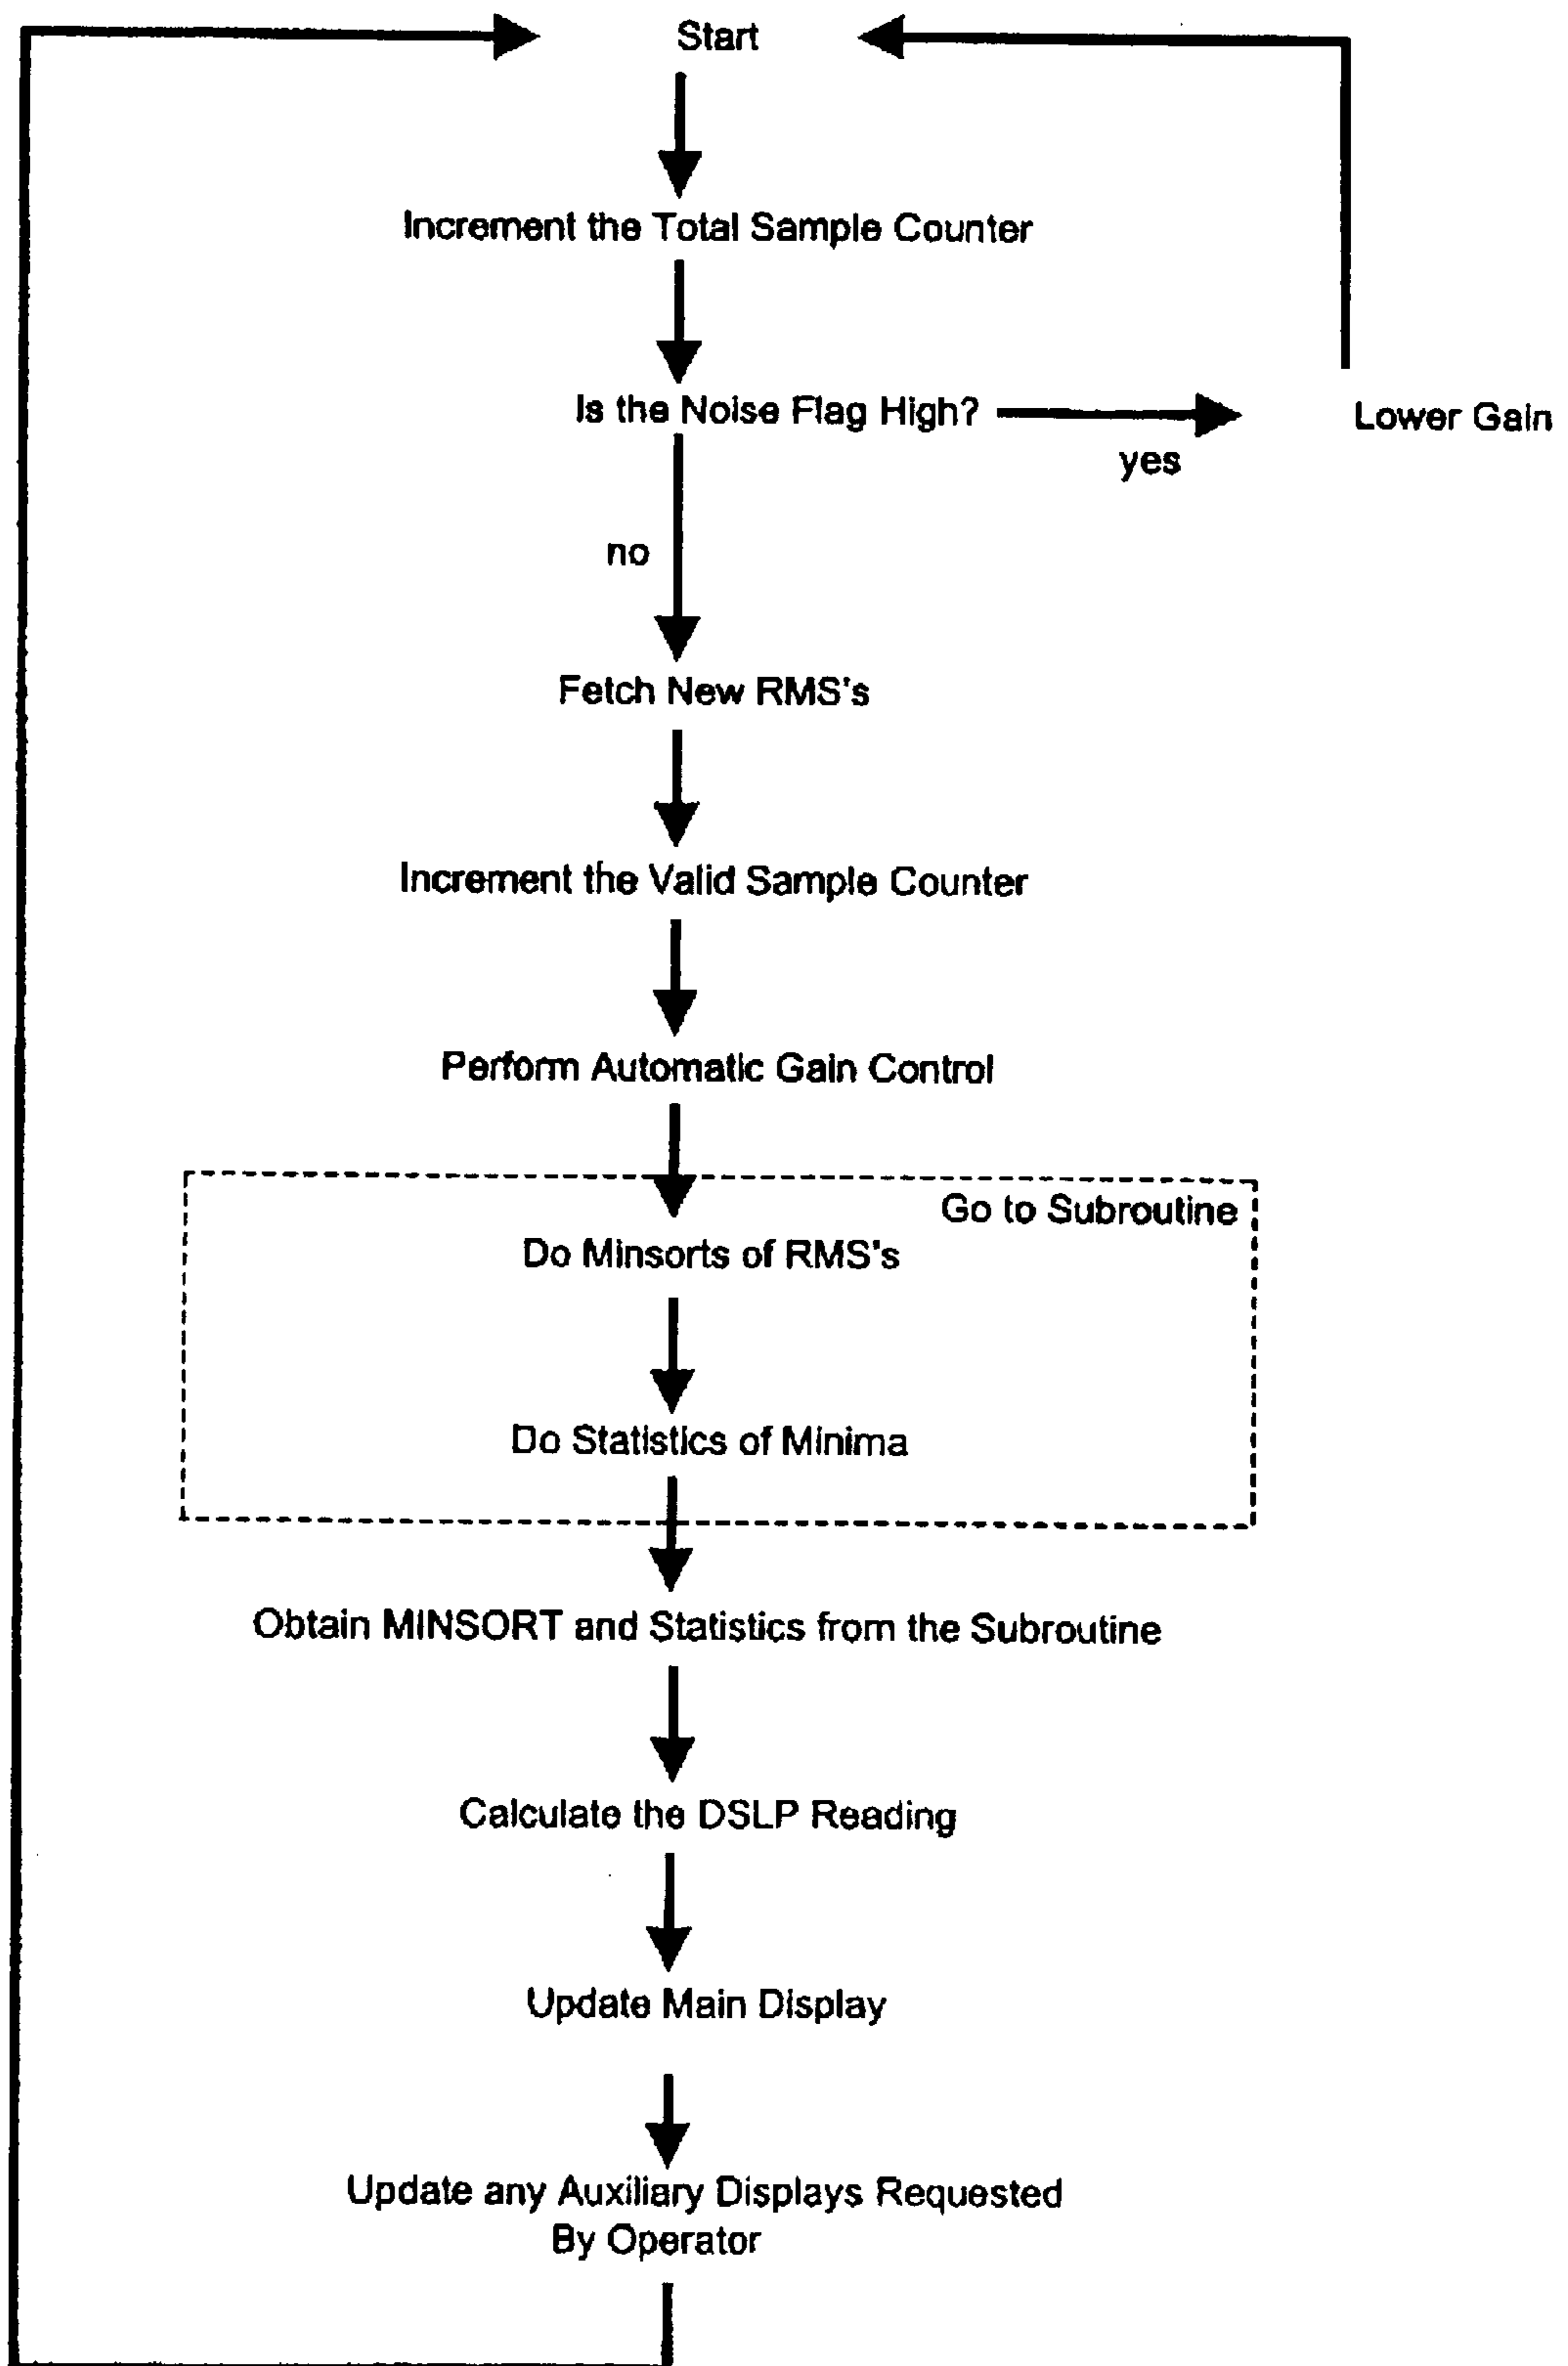 Start
Increment the Total Sample Counter
Is the Noise Flag High?
yes
Lower Gain
no
Fetch New RMS's
Increment the Valid Sample Counter
Perform Automatic Gain Control
Go to Subroutine
Do Minsorts of RMS's
Do Statistics of Minima
Obtain MINSORT and Statistics from the Subroutine
Calculate the DSLP Reading
Update Main Display
Update any Auxiliary Displays Requested
By Operator